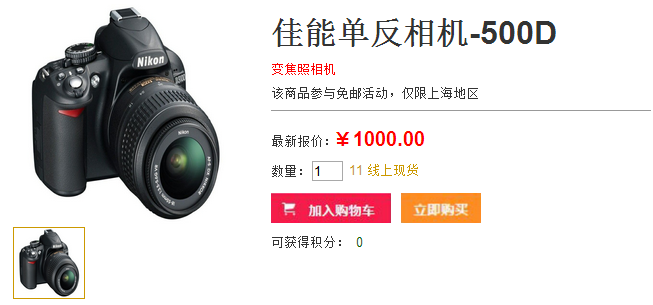 Nikon
Nikon
佳能单反相机-500D
变焦照相机
该商品参与免邮活动，仅限上海地区
最新报价：￥1000.00
数量： 1 11 线上现货
加入购物车 立即购买
可获得积分： 0